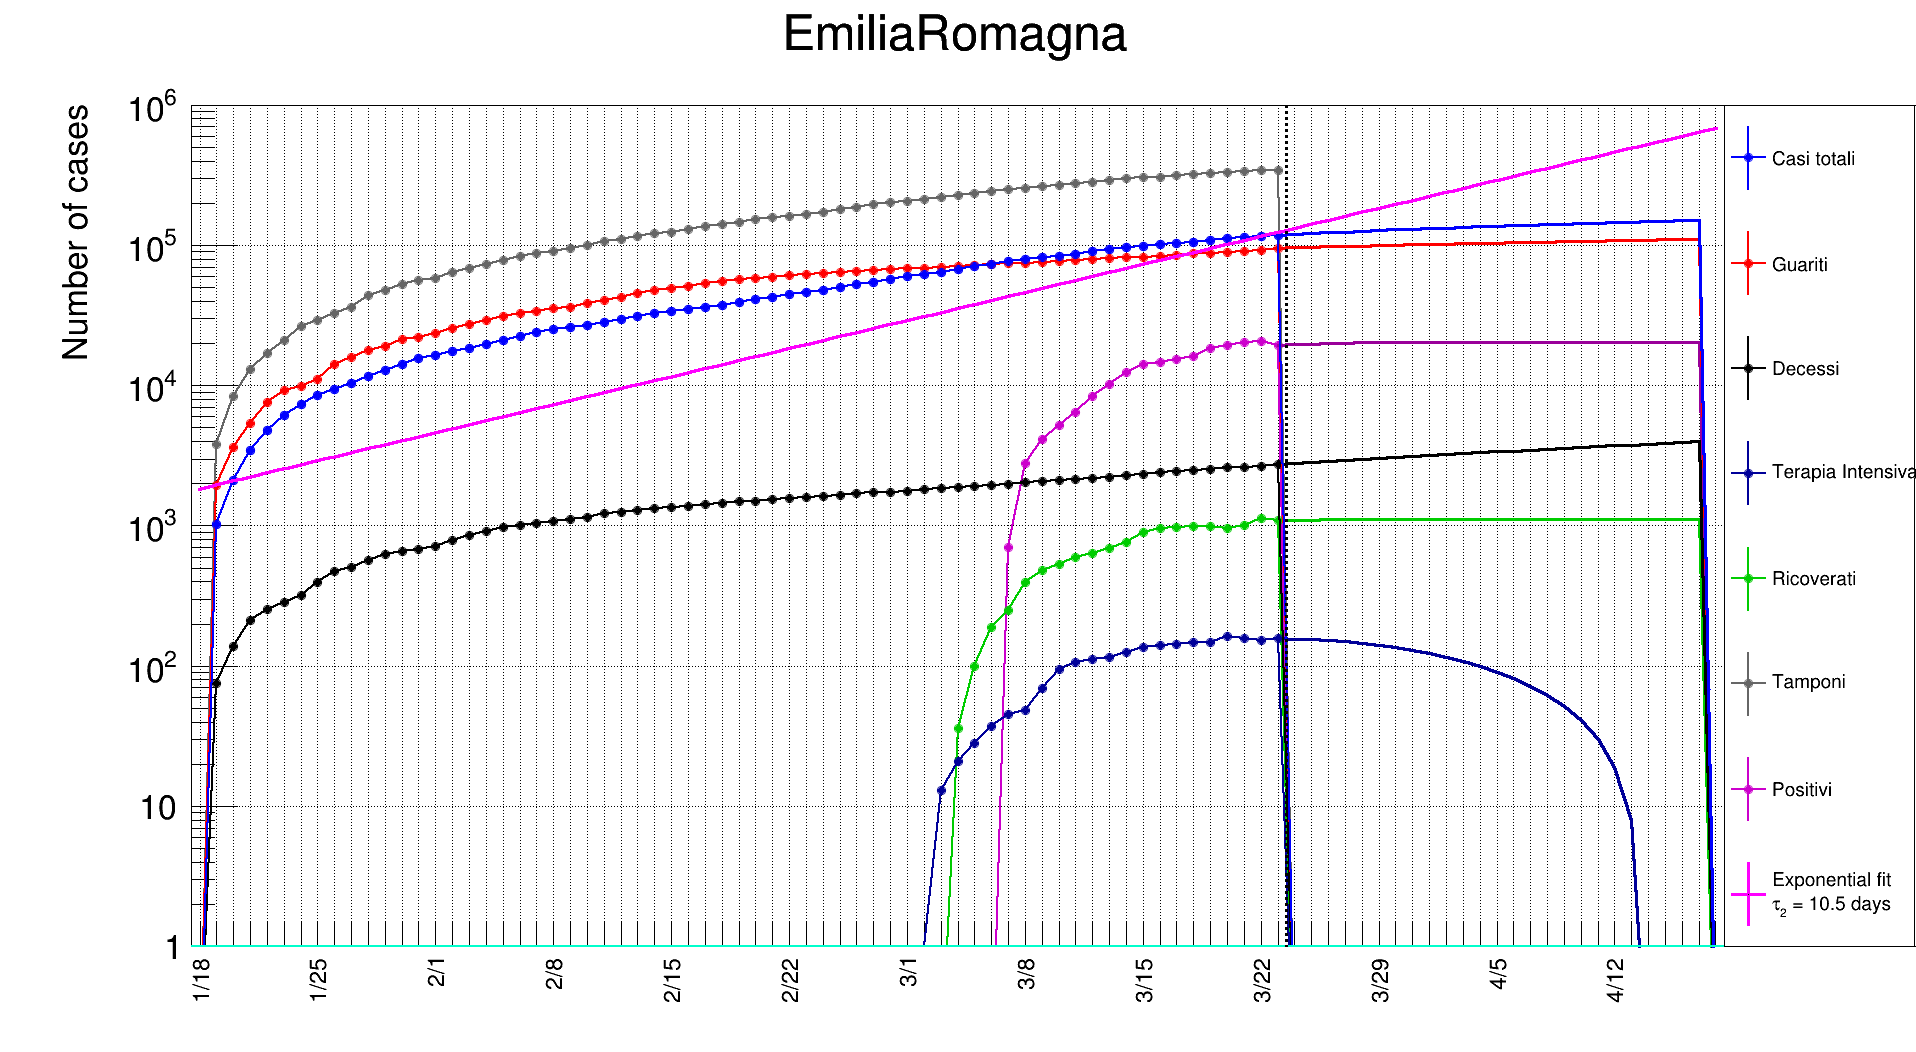 EmiliaRomagna
Number of cases
10^6
10^5
10^4
10^3
10^2
10
1
1/18
1/25
2/1
2/8
2/15
2/22
3/1
3/8
3/15
3/22
3/29
4/5
4/12
Casi totali
Guariti
Decessi
Terapia Intensiva
Ricoverati
Tamponi
Positivi
Exponential fit
τ_2 = 10.5 days